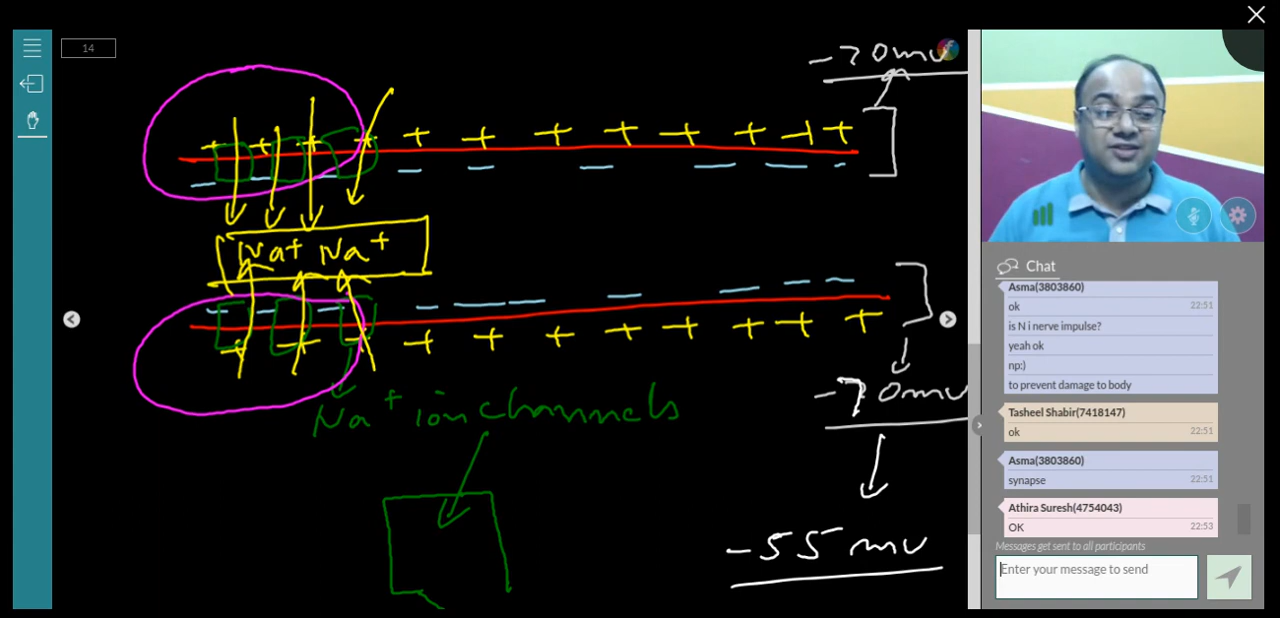 14
-70mv
Na+ Na+
-70mv
Na+ ion channels
-55 mv
Chat
Asma(3803860)
ok
22:51
is N i nerve impulse?
yeah ok
np:)
to prevent damage to body
Tasheel Shabir(7418147)
ok
22:51
Asma(3803860)
synapse
22:51
Athira Suresh(4754043)
OK
22:53
Messages get sent to all participants
Enter your message to send